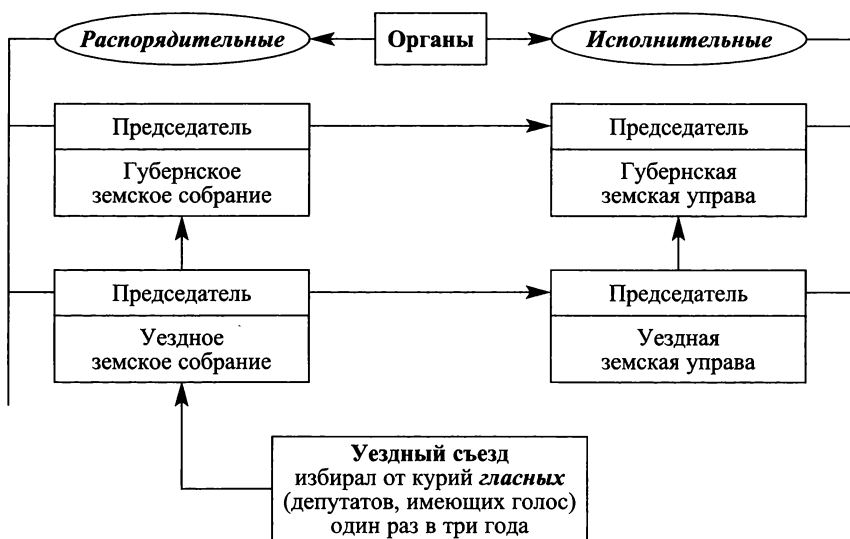 Распорядительные
Органы
Исполнительные
Председатель
Губернское
земское собрание
Председатель
Губернская
земская управа
Председатель
Уездное
земское собрание
Председатель
Уездная
земская управа
Уездный съезд
избирал от курий гласных
(депутатов, имеющих голос)
один раз в три года